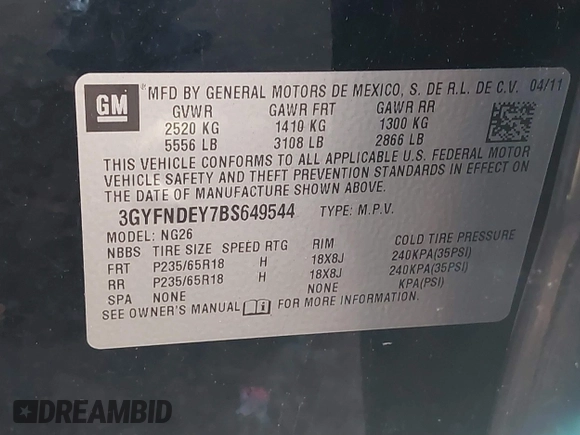 GM
MFD BY GENERAL MOTORS DE MEXICO, S. DE R.L. DE C.V. 04/11
GVWR GAWR FRT GAWR RR
2520 KG 1410 KG 1300 KG
5556 LB 3108 LB 2866 LB
THIS VEHICLE CONFORMS TO ALL APPLICABLE U.S. FEDERAL MOTOR
VEHICLE SAFETY AND THEFT PREVENTION STANDARDS IN EFFECT ON
THE DATE OF MANUFACTURE SHOWN ABOVE.
3GYFNDEY7BS649544 TYPE: M.P.V.
MODEL: NG26
NBBS TIRE SIZE SPEED RTG RIM COLD TIRE PRESSURE
FRT P235/65R18 H 18X8J 240KPA(35PSI)
RR P235/65R18 H 18X8J 240KPA(35PSI)
SPA NONE NONE KPA(PSI)
SEE OWNER'S MANUAL FOR MORE INFORMATION.
DREAMBID